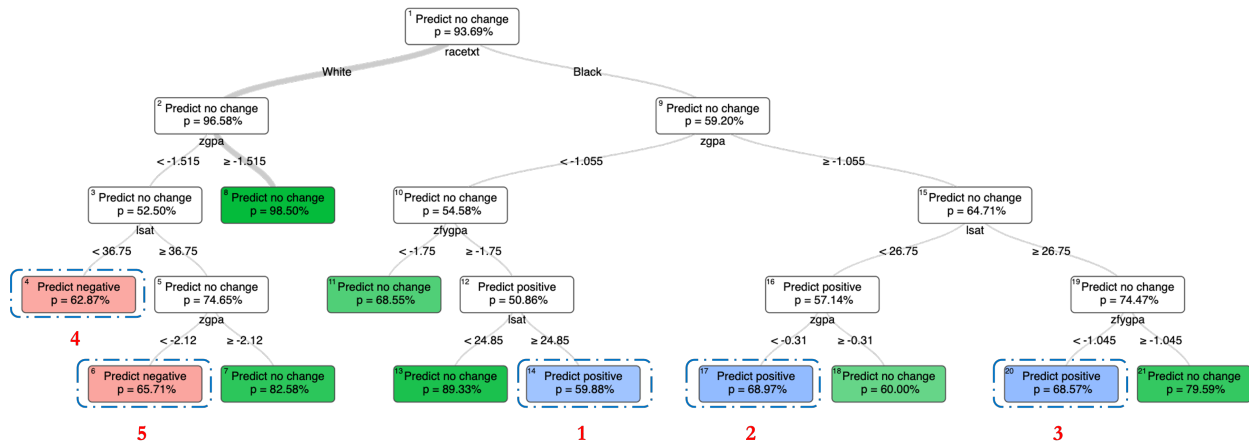 1 Predict no change
p = 93.69%
racetxt
White
Black
2 Predict no change
p = 96.58%
zgpa
9 Predict no change
p = 59.20%
zgpa
< -1.515
≥ -1.515
< -1.055
≥ -1.055
3 Predict no change
p = 52.50%
lsat
8 Predict no change
p = 98.50%
10 Predict no change
p = 54.58%
zfygpa
15 Predict no change
p = 64.71%
lsat
< 36.75
≥ 36.75
< -1.75
≥ -1.75
< 26.75
≥ 26.75
4 Predict negative
p = 62.87%
4
5 Predict no change
p = 74.65%
zgpa
11 Predict no change
p = 68.55%
12 Predict positive
p = 50.86%
lsat
16 Predict positive
p = 57.14%
zgpa
19 Predict no change
p = 74.47%
zfygpa
< -2.12
≥ -2.12
< 24.85
≥ 24.85
< -0.31
≥ -0.31
< -1.045
≥ -1.045
6 Predict negative
p = 65.71%
7 Predict no change
p = 82.58%
13 Predict no change
p = 89.33%
14 Predict positive
p = 59.88%
17 Predict positive
p = 68.97%
18 Predict no change
p = 60.00%
20 Predict positive
p = 68.57%
21 Predict no change
p = 79.59%
5
1
2
3